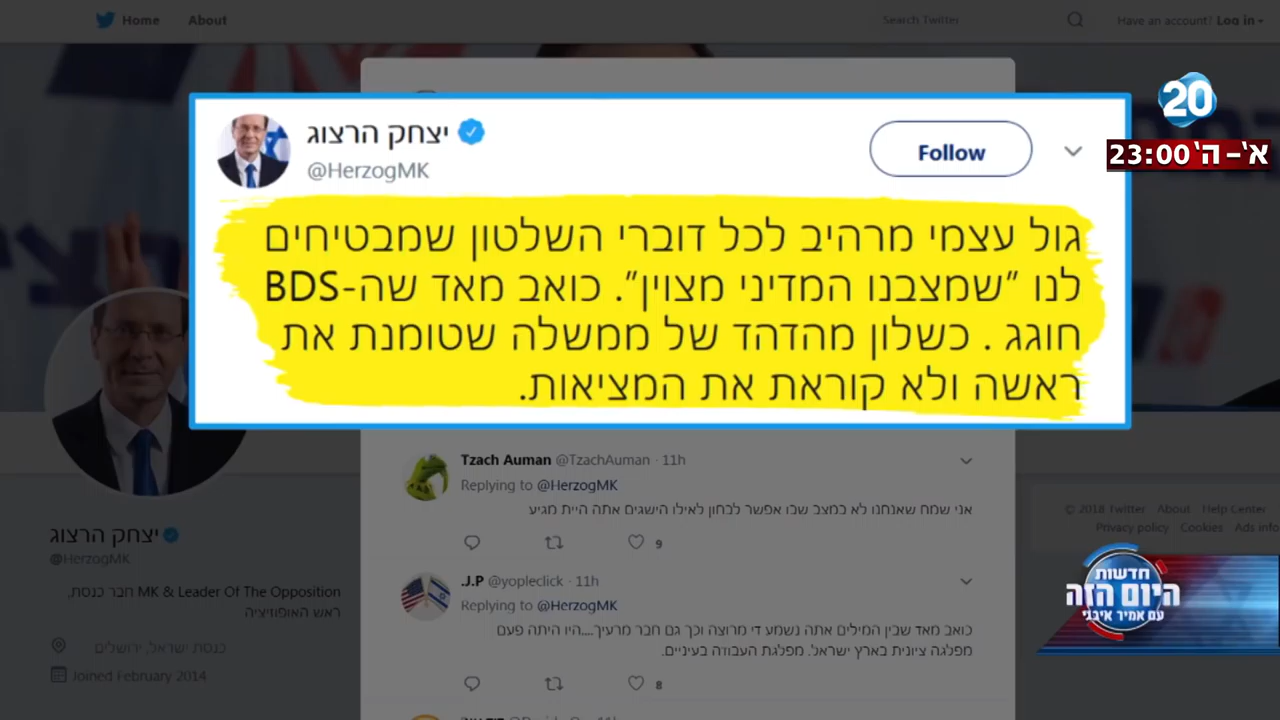 Home
About
Search Twitter
Have an account? Log in
20
א'-ה' 23:00
יצחק הרצוג
@HerzogMK
Follow
גול עצמי מרהיב לכל דוברי השלטון שמבטיחים
לנו "שמצבנו המדיני מצוין". כואב מאד שה-BDS
חוגג . כשלון מהדהד של ממשלה שטומנת את
ראשה ולא קוראת את המציאות.
Tzach Auman @TzachAuman · 11h
Replying to @HerzogMK
אני שמח שאנחנו לא במצב שבו אפשר לבחון לאילו הישגים אתה היית מגיע
9
J.P. @yopleclick · 11h
Replying to @HerzogMK
כואב מאד שבין המילים אתה נשמע די מרוצה וכך גם חבר מרעיך....היו היתה פעם
מפלגה ציונית בארץ ישראל. מפלגת העבודה בעיניים.
8
יצחק הרצוג
@HerzogMK
MK & Leader Of The Opposition חבר כנסת,
ראש האופוזיציה
כנסת ישראל, ירושלים
Joined February 2014
© 2018 Twitter About Help Center
Privacy policy Cookies Ads info
חדשות
היום הזה
עם אמיר איבגי